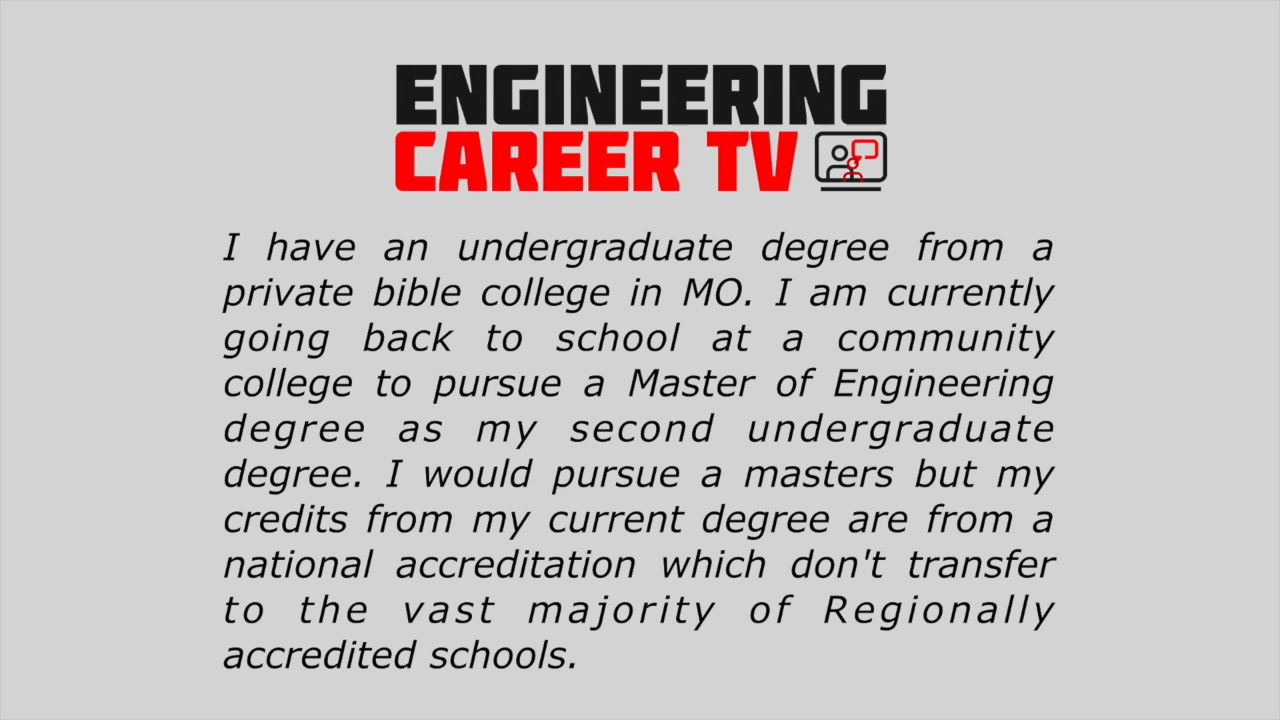 ENGINEERING
CAREER TV
I have an undergraduate degree from a
private bible college in MO. I am currently
going back to school at a community
college to pursue a Master of Engineering
degree as my second undergraduate
degree. I would pursue a masters but my
credits from my current degree are from a
national accreditation which don't transfer
to the vast majority of Regionally
accredited schools.